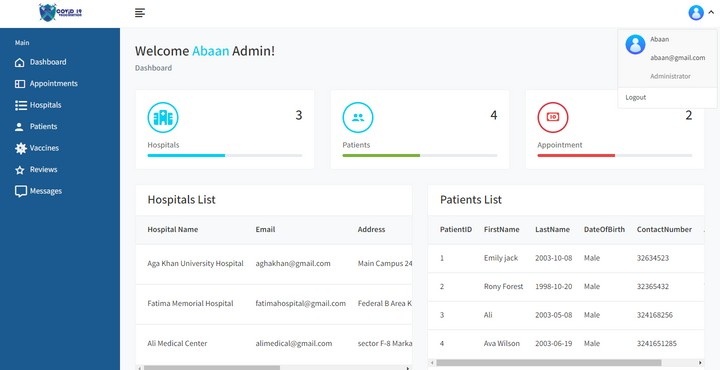 COVID 19
Main
Dashboard
Appointments
Hospitals
Patients
Vaccines
Reviews
Messages
Welcome Abaan Admin!
Dashboard
Abaan
abaan@gmail.com
Administrator
Logout
3
Hospitals
4
Patients
2
Appointment
Hospitals List
Hospital Name Email Address
Aga Khan University Hospital aghakhan@gmail.com Main Campus 24
Fatima Memorial Hospital fatimahospital@gmail.com Federal B Area K
Ali Medical Center alimedical@gmail.com sector F-8 Marka
Patients List
PatientID FirstName LastName DateOfBirth ContactNumber
1 Emily jack 2003-10-08 Male 32634523
2 Rony Forest 1998-10-20 Male 32365432
3 Ali 2003-05-08 Male 324168256
4 Ava Wilson 2003-06-19 Male 3241651285